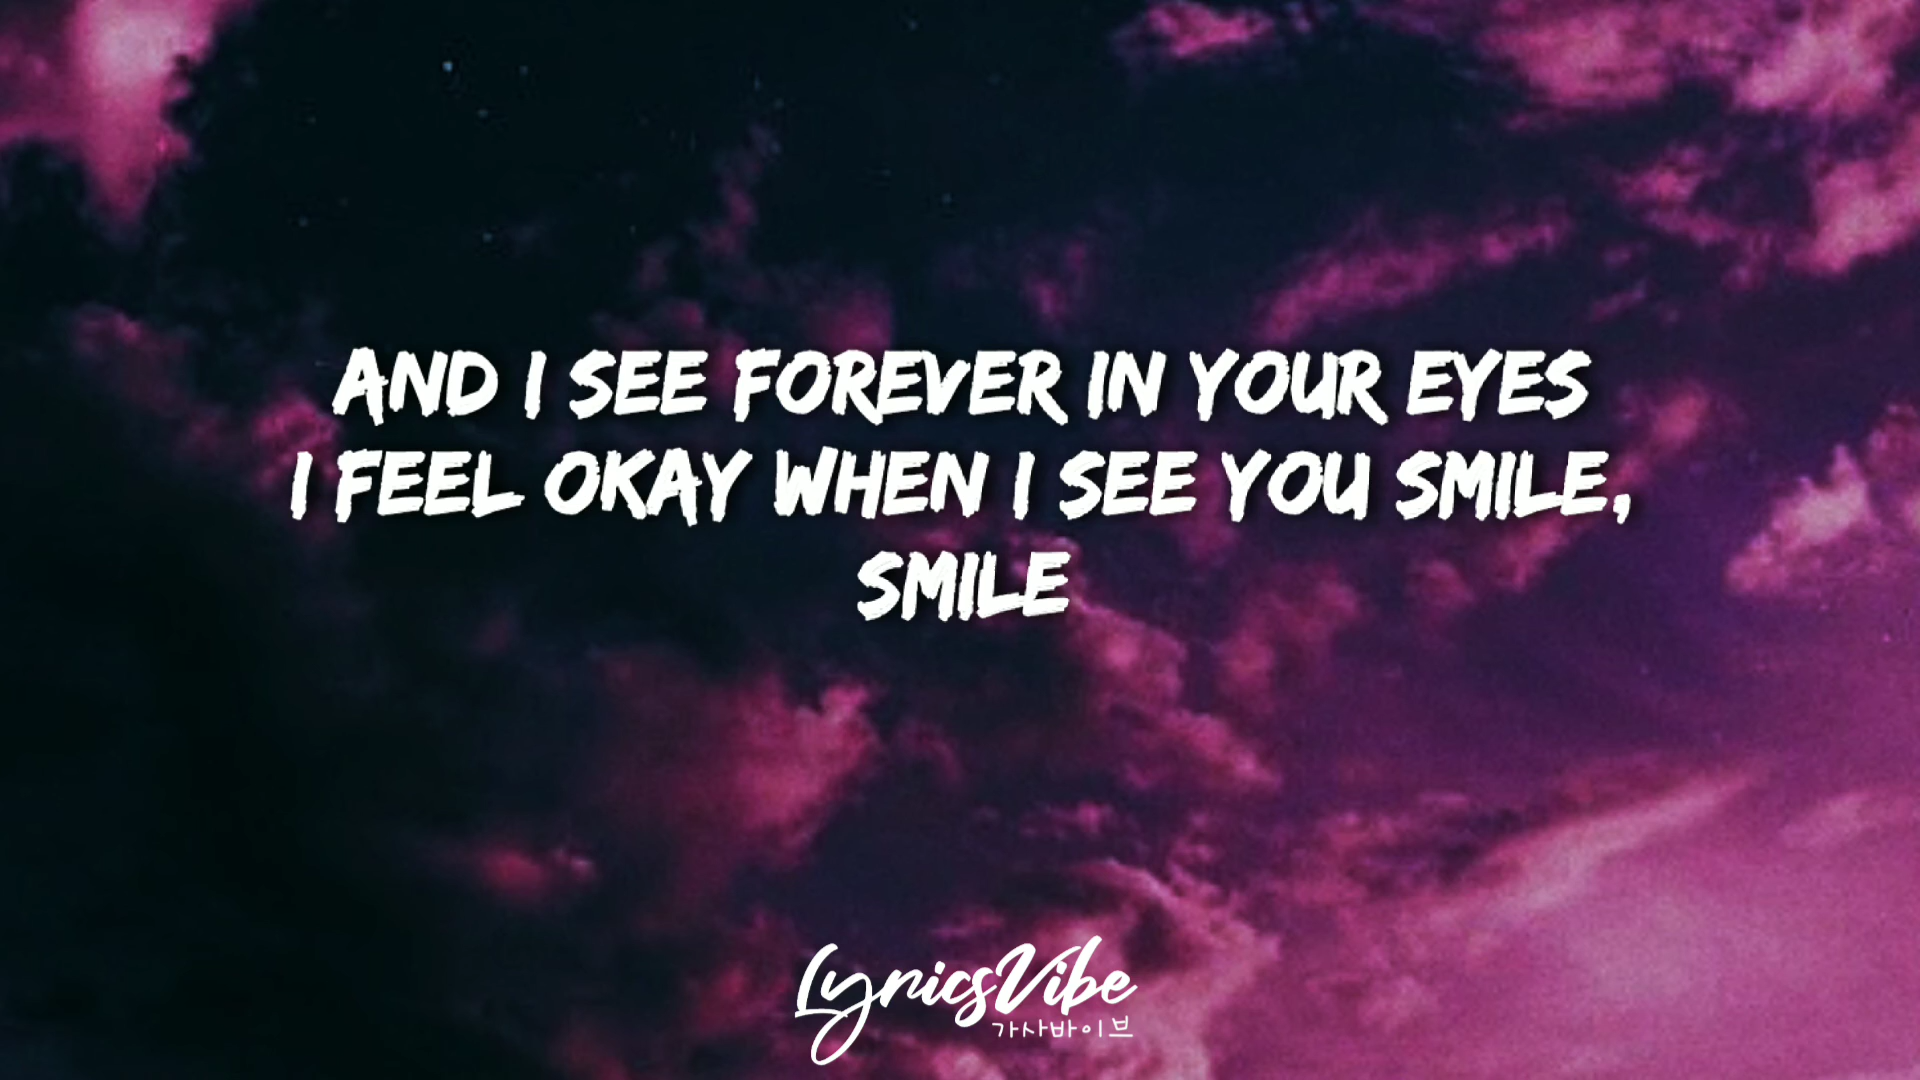 AND I SEE FOREVER IN YOUR EYES
I FEEL OKAY WHEN I SEE YOU SMILE,
SMILE
LyricsVibe
가사바이브